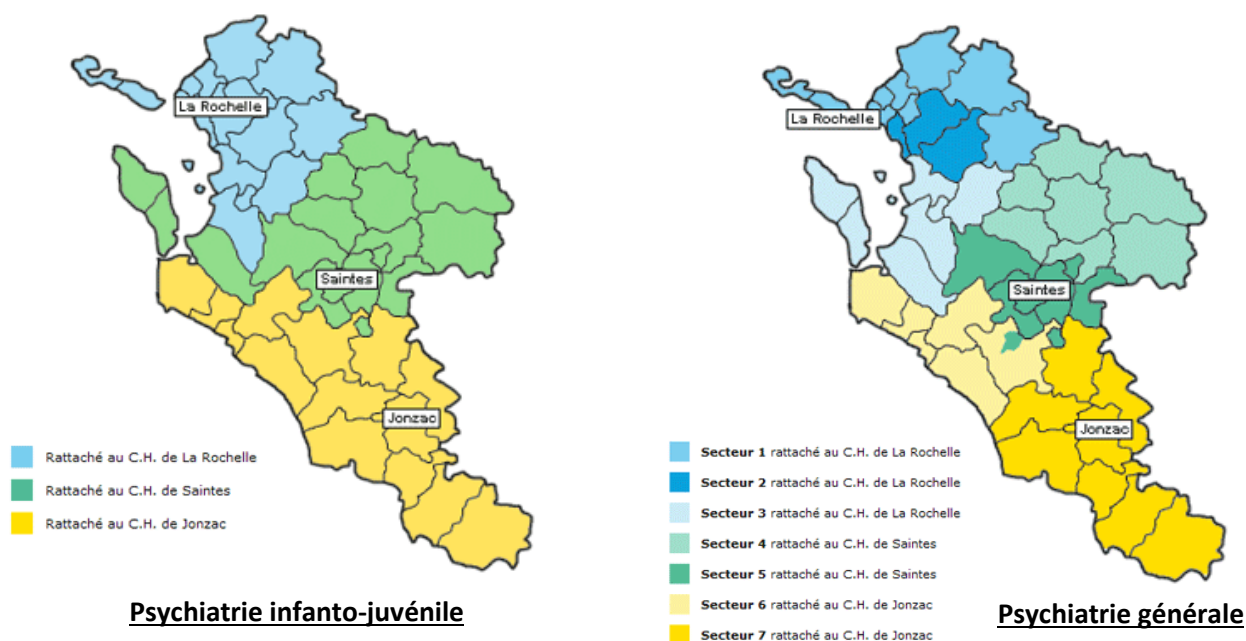 La Rochelle
Saintes
Jonzac
Rattaché au C.H. de La Rochelle
Rattaché au C.H. de Saintes
Rattaché au C.H. de Jonzac
Psychiatrie infanto-juvénile
La Rochelle
Saintes
Jonzac
Secteur 1 rattaché au C.H. de La Rochelle
Secteur 2 rattaché au C.H. de La Rochelle
Secteur 3 rattaché au C.H. de La Rochelle
Secteur 4 rattaché au C.H. de Saintes
Secteur 5 rattaché au C.H. de Saintes
Secteur 6 rattaché au C.H. de Jonzac
Secteur 7 rattaché au C.H. de Jonzac
Psychiatrie générale